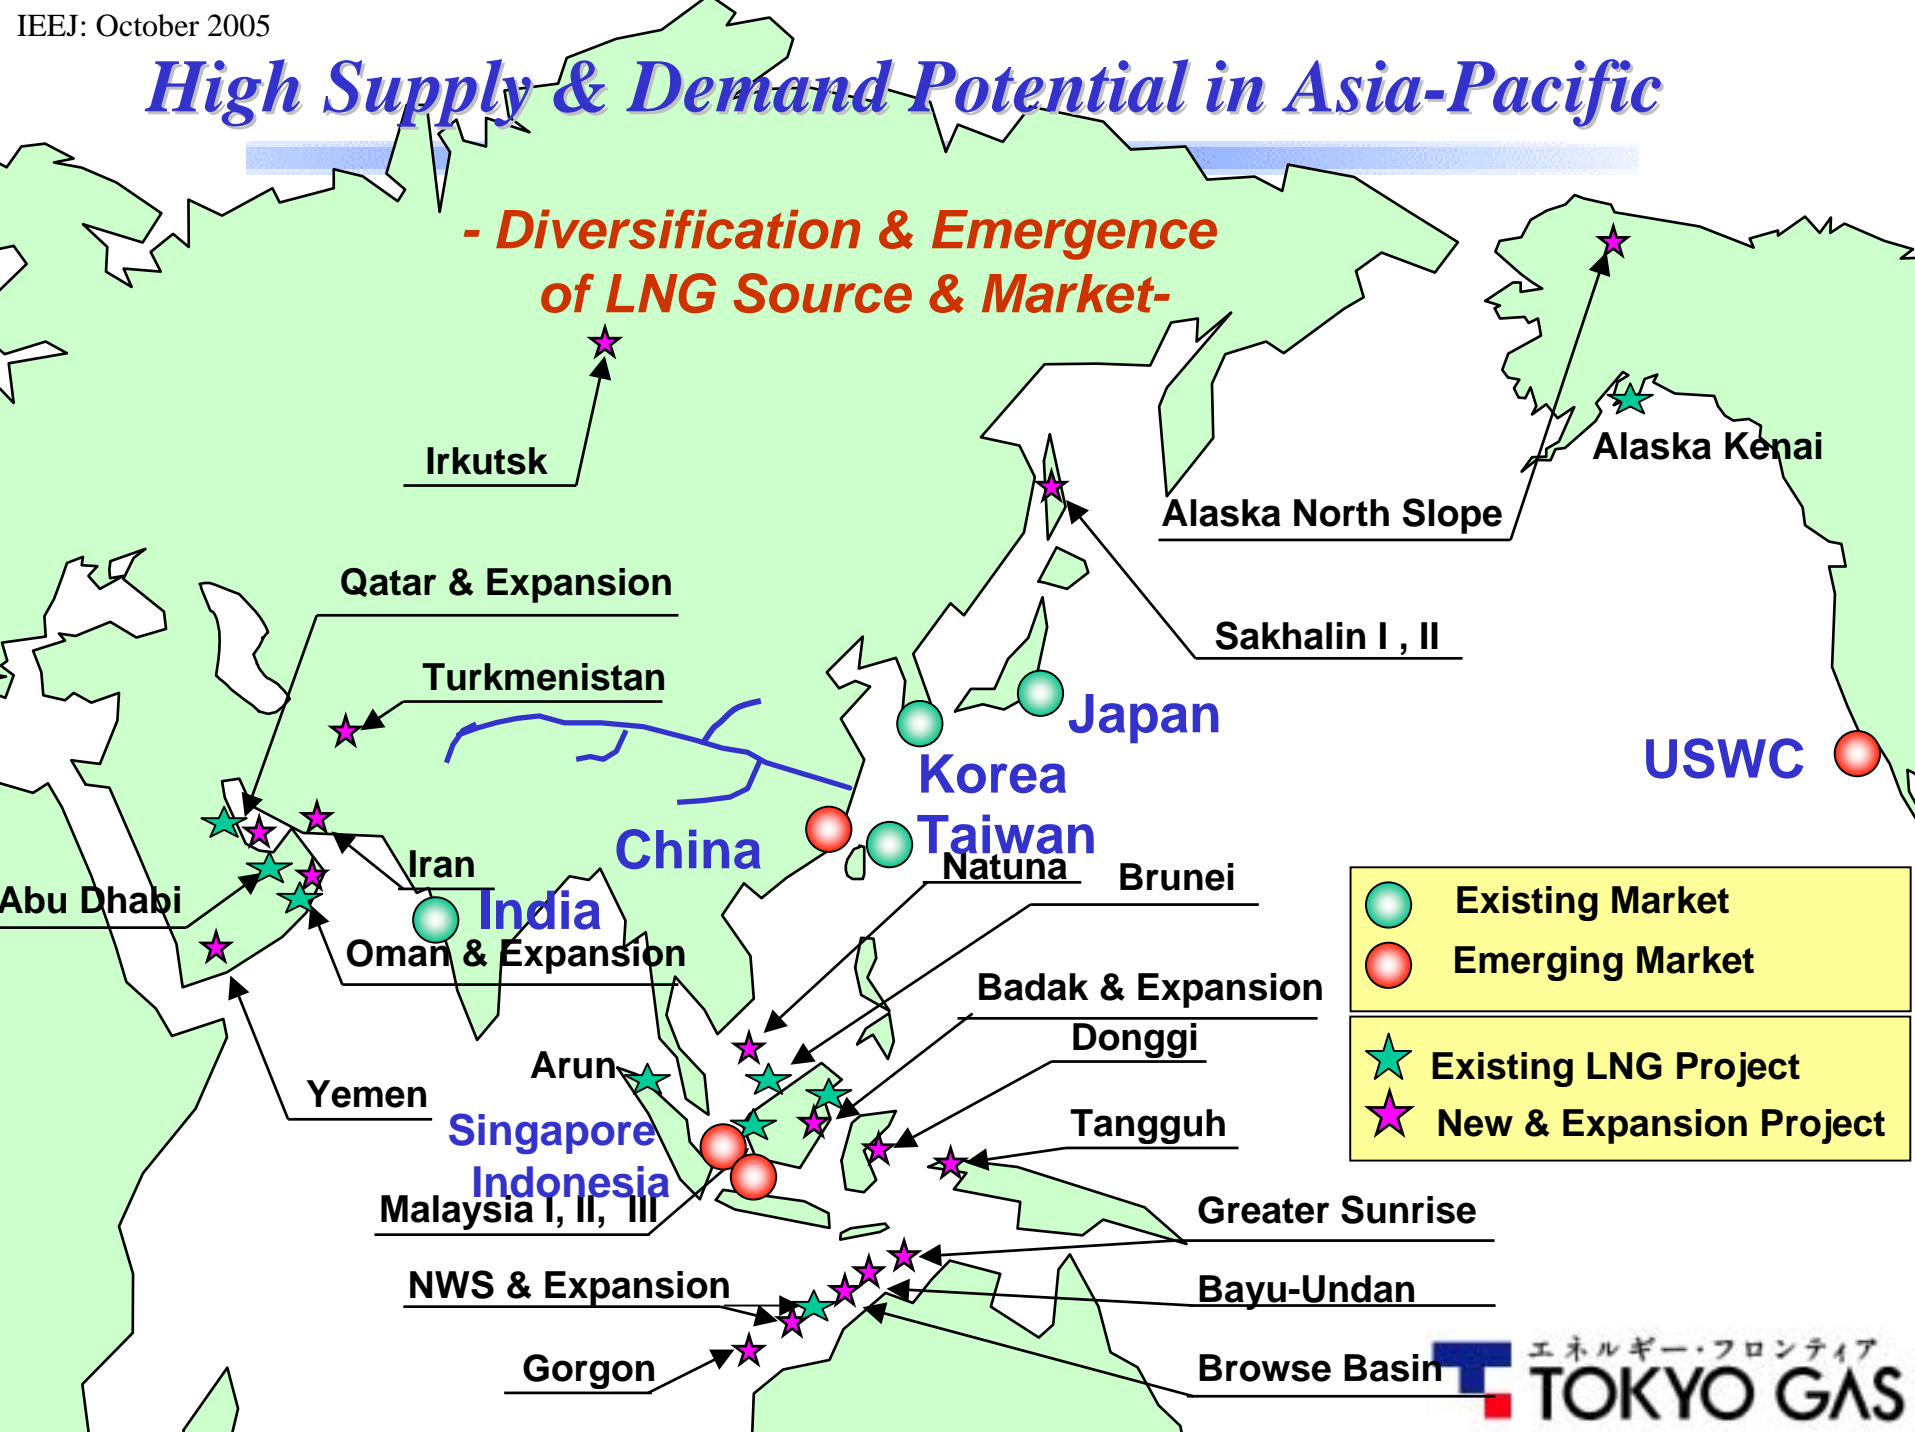 IEEJ: October 2005
High Supply & Demand Potential in Asia-Pacific
- Diversification & Emergence
of LNG Source & Market-
Irkutsk
Alaska Kenai
Alaska North Slope
Qatar & Expansion
Sakhalin I , II
Turkmenistan
Japan
USWC
Korea
Taiwan
China
Iran
Natuna
Brunei
Abu Dhabi
India
Existing Market
Oman & Expansion
Emerging Market
Badak & Expansion
Donggi
Arun
Existing LNG Project
Yemen
Singapore
Tangguh
New & Expansion Project
Indonesia
Malaysia I, II, III
Greater Sunrise
NWS & Expansion
Bayu-Undan
Gorgon
Browse Basin
エネルギー・フロンティア
TOKYO GAS